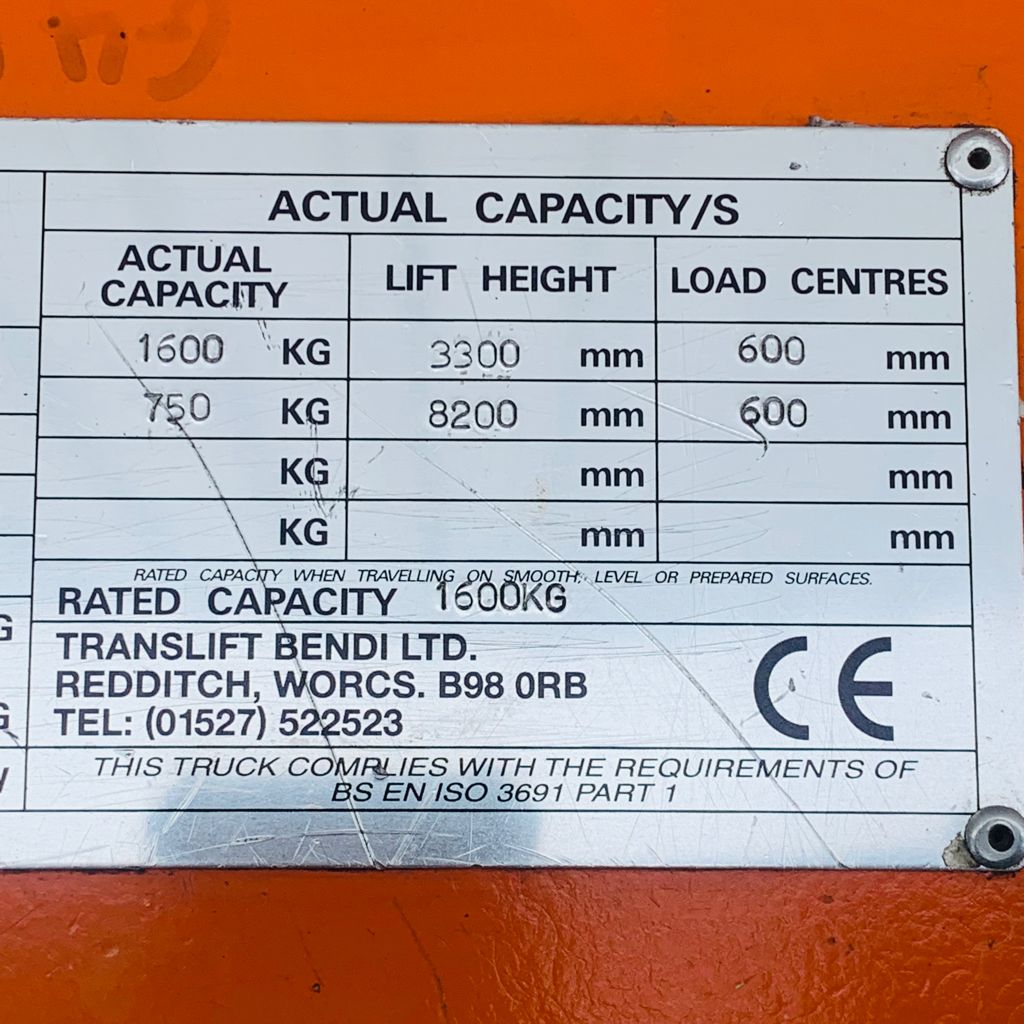 ACTUAL CAPACITY/S
ACTUAL CAPACITY LIFT HEIGHT LOAD CENTRES
1600 KG 3300 mm 600 mm
750 KG 8200 mm 600 mm
KG mm mm
KG mm mm
RATED CAPACITY WHEN TRAVELLING ON SMOOTH, LEVEL OR PREPARED SURFACES.
RATED CAPACITY 1600KG
TRANSLIFT BENDI LTD.
REDDITCH, WORCS. B98 0RB
TEL: (01527) 522523
CE
THIS TRUCK COMPLIES WITH THE REQUIREMENTS OF
BS EN ISO 3691 PART 1